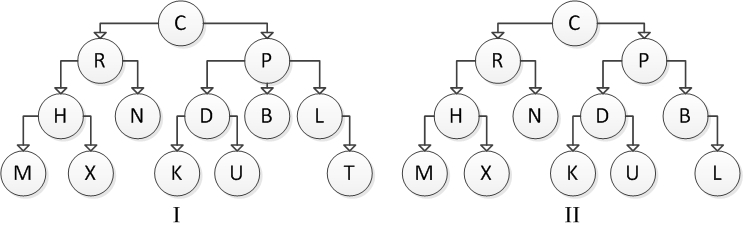 C C
R P R P
H N D B L H N D B
M X K U T M X K U L
I II